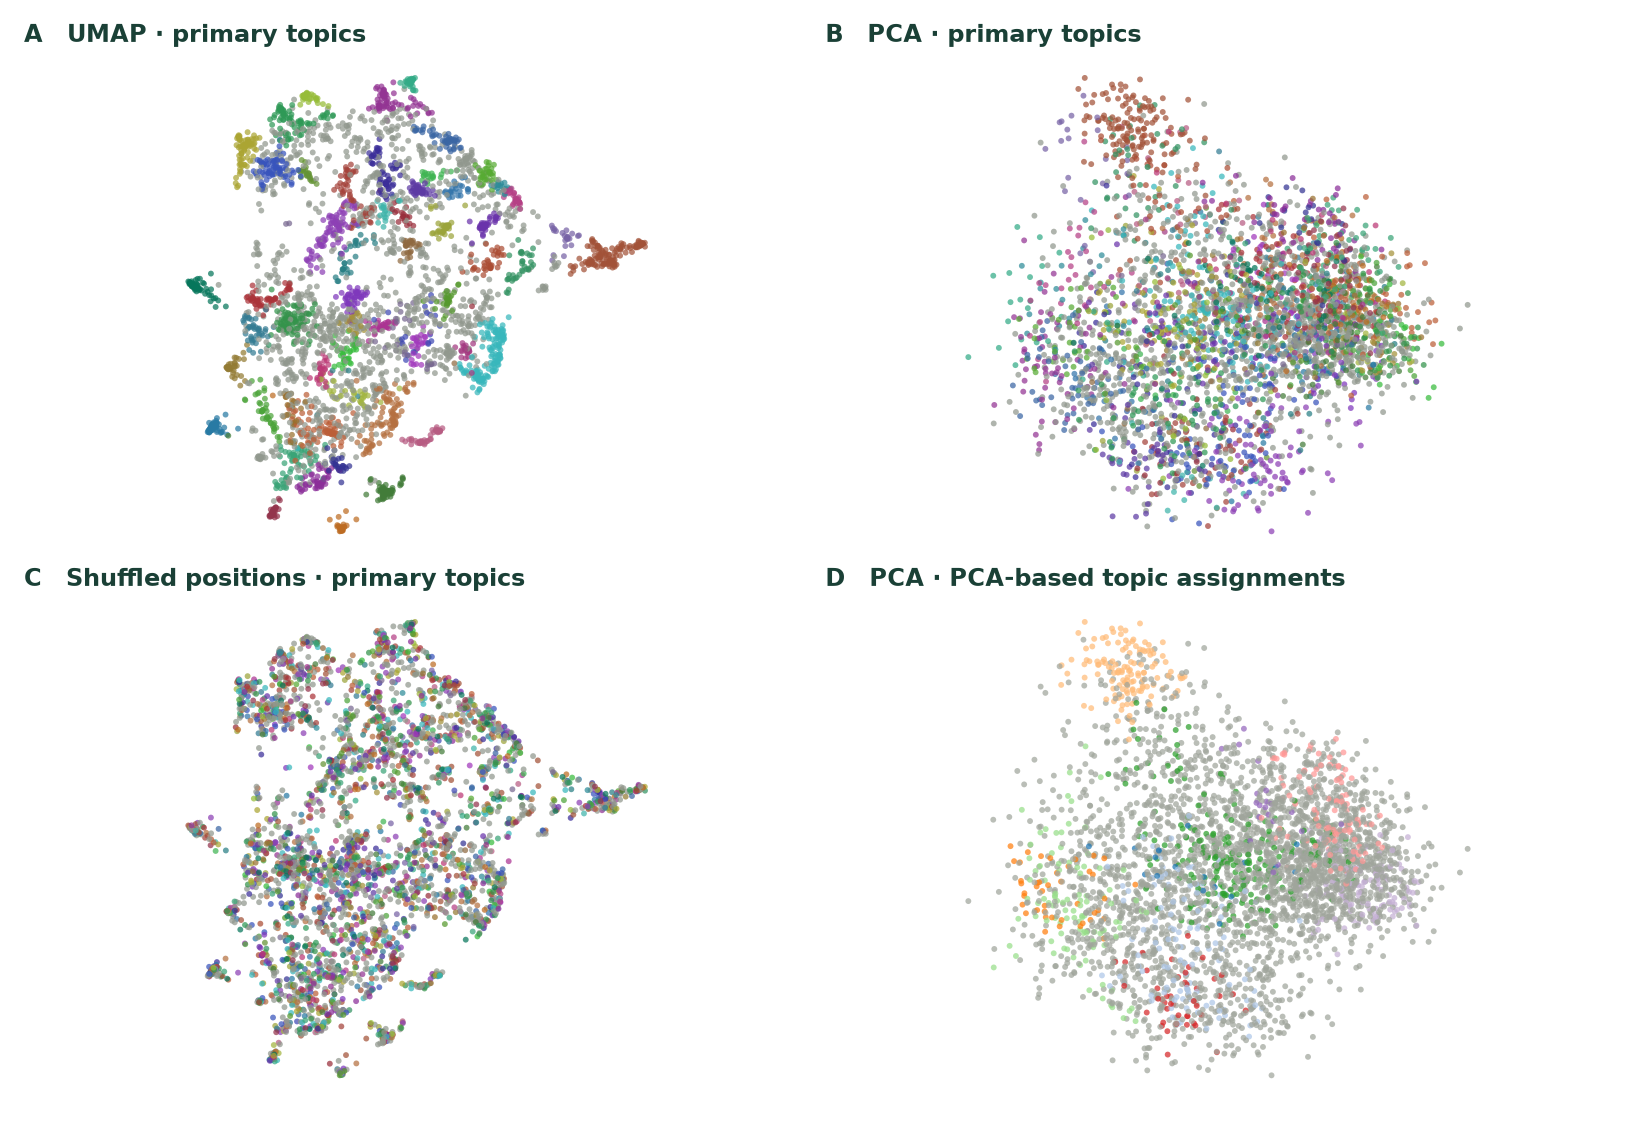 A UMAP · primary topics
B PCA · primary topics
C Shuffled positions · primary topics
D PCA · PCA-based topic assignments